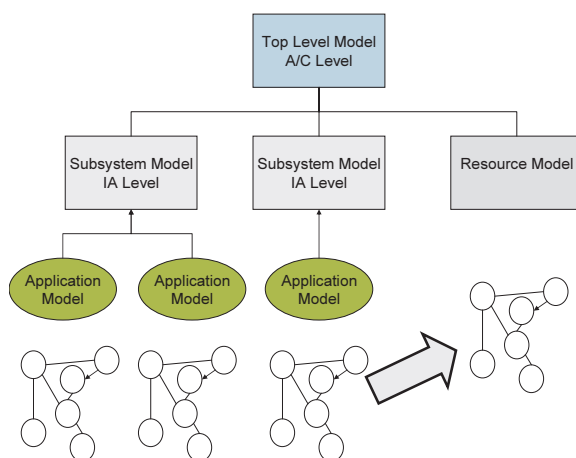 Top Level Model
A/C Level
Subsystem Model
IA Level
Subsystem Model
IA Level
Resource Model
Application
Model
Application
Model
Application
Model